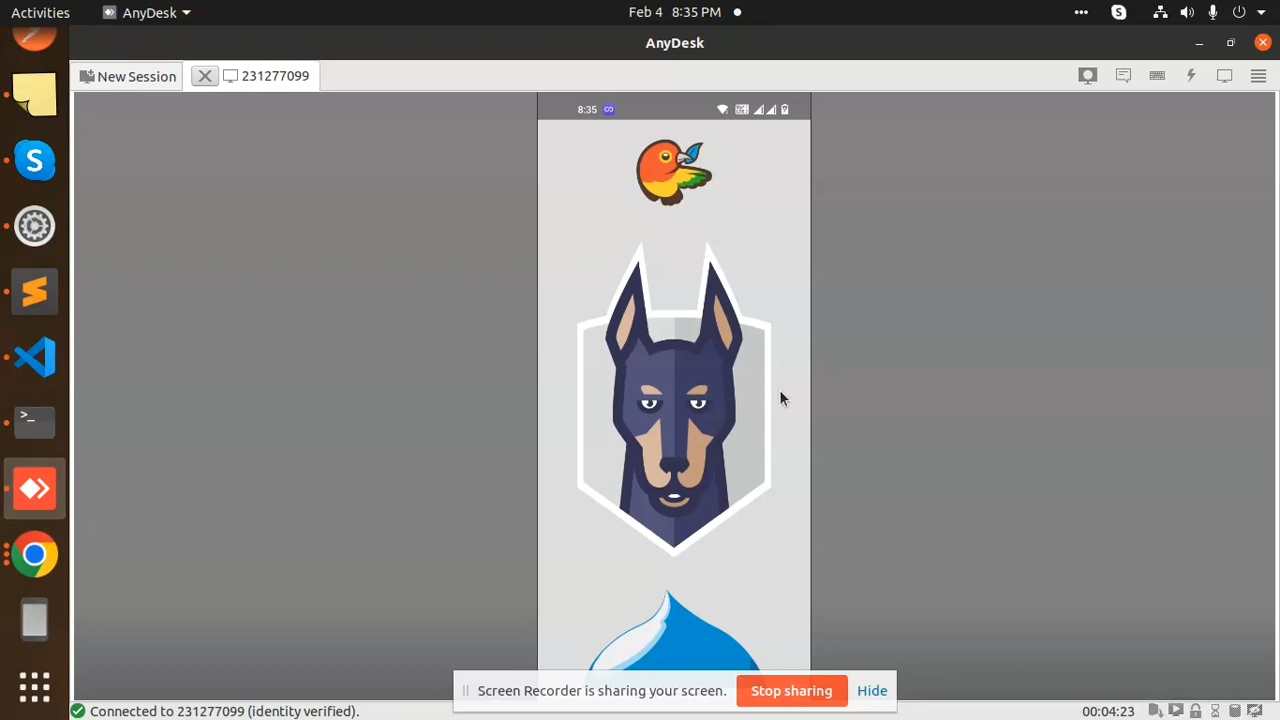 Activities
AnyDesk
Feb 4 8:35 PM
AnyDesk
New Session
231277099
8:35
S
>_
Screen Recorder is sharing your screen.
Stop sharing
Hide
Connected to 231277099 (identity verified).
00:04:23